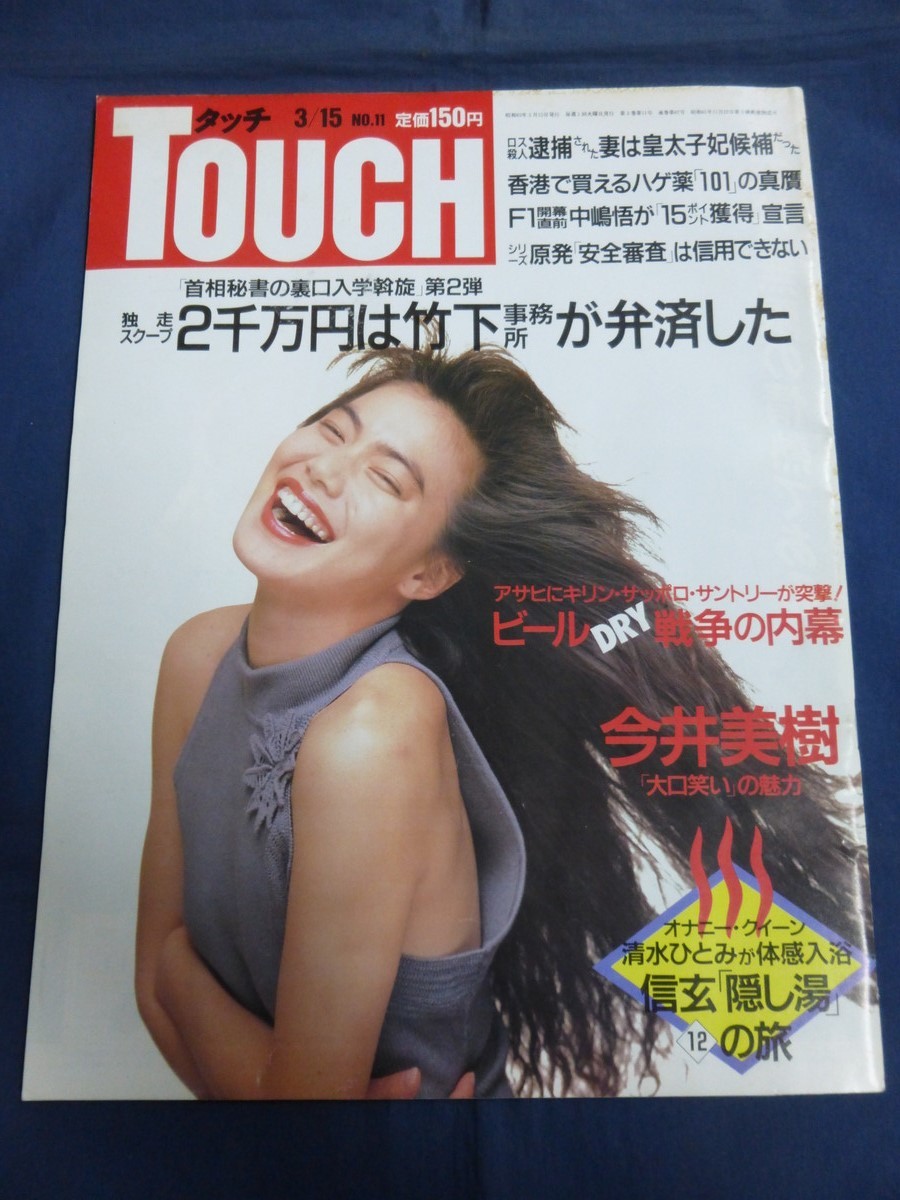 タッチ 3/15 NO.11 定価150円
TOUCH
ロス殺人 逮捕された妻は皇太子妃候補だった
香港で買えるハゲ薬「101」の真贋
F1開幕直前 中嶋悟が「15ポイント獲得」宣言
シリーズ 原発「安全審査」は信用できない
「首相秘書の裏口入学斡旋」第2弾
独走スクープ 2千万円は竹下事務所が弁済した
アサヒにキリン・サッポロ・サントリーが突撃!
ビールDRY戦争の内幕
今井美樹
「大口笑い」の魅力
オナニー・クイーン
清水ひとみが体感入浴
信玄「隠し湯」
12 の旅